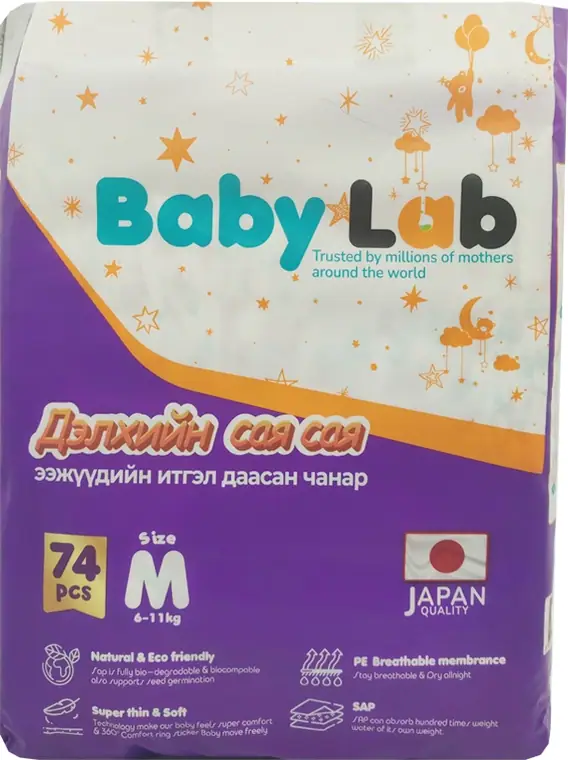 Baby Lab
Trusted by millions of mothers
around the world
Дэлхийн сая сая
ээжүүдийн итгэл даасан чанар
74
pcs
Size
M
6-11kg
JAPAN
QUALITY
Natural & Eco friendly
Sap is fully bio-degradable & biocompable
also supports seed germination
PE Breathable membrance
Stay breathable & Dry allnight
Super thin & Soft
Technology make our baby feels super comfort
& 360° Comfort ring sticker Baby move freely
SAP
SAP can absorb hundred times weight
water of its own weight.